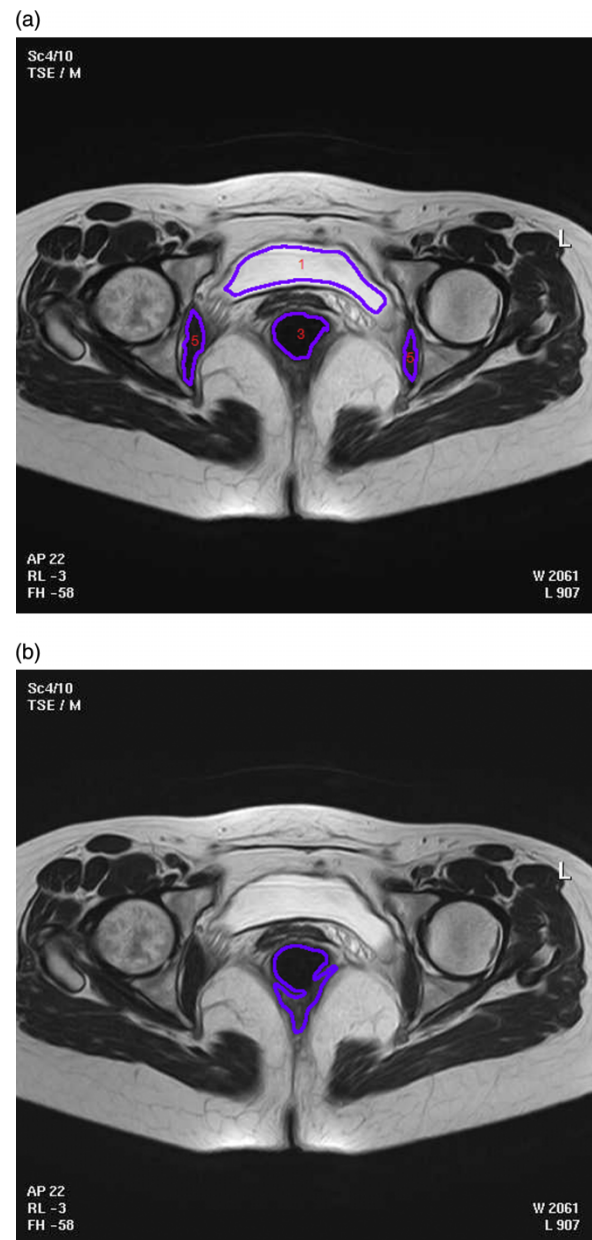 (a)
Sc4/10
TSE / M
L
1
3
5
5
AP 22
RL -3
FH -58
W 2061
L 907
(b)
Sc4/10
TSE / M
L
AP 22
RL -3
FH -58
W 2061
L 907